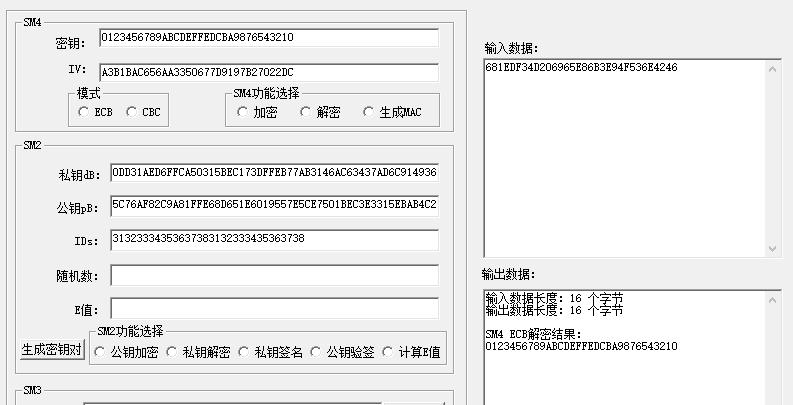 SM4
密钥: 0123456789ABCDEFFEDCBA9876543210
IV: A3B1BAC656AA3350677D9197B27022DC
模式
ECB CBC
SM4功能选择
加密 解密 生成MAC
SM2
私钥dB: 0DD31AED6FFCA50315BEC173DFFEB77AB3146AC63437AD6C914936
公钥pB: 5C76AF82C9A81FFE68D651E6019557E5CE7501BEC3E3315EBAB4C2
IDs: 31323334353637383132333435363738
随机数:
E值:
生成密钥对
SM2功能选择
公钥加密 私钥解密 私钥签名 公钥验签 计算E值
SM3
输入数据:
681EDF34D206965E86B3E94F536E4246
输出数据:
输入数据长度: 16 个字节
输出数据长度: 16 个字节
SM4 ECB解密结果:
0123456789ABCDEFFEDCBA9876543210